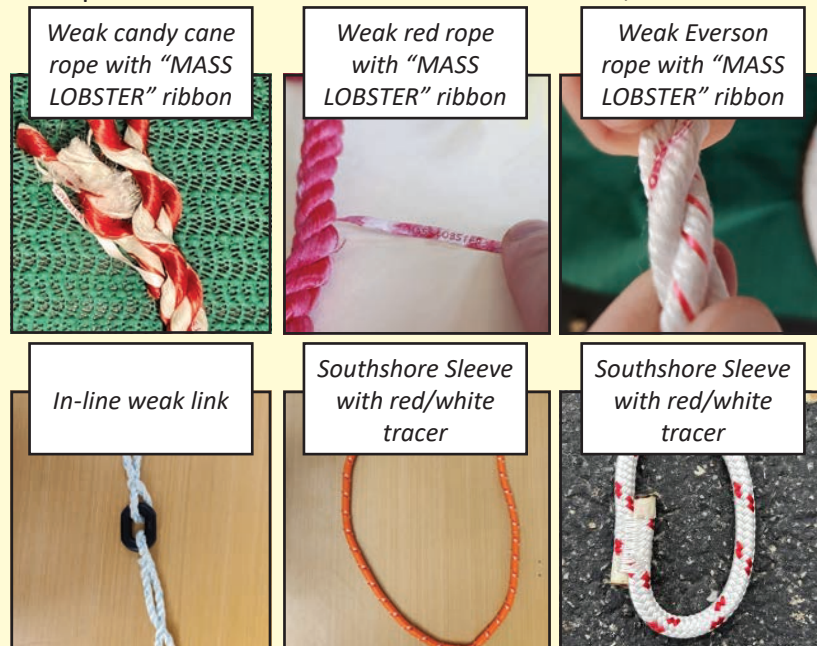 Weak candy cane
rope with “MASS
LOBSTER” ribbon
Weak red rope
with “MASS
LOBSTER” ribbon
Weak Everson
rope with “MASS
LOBSTER” ribbon
LOBSTER
In-line weak link
Southshore Sleeve
with red/white
tracer
Southshore Sleeve
with red/white
tracer